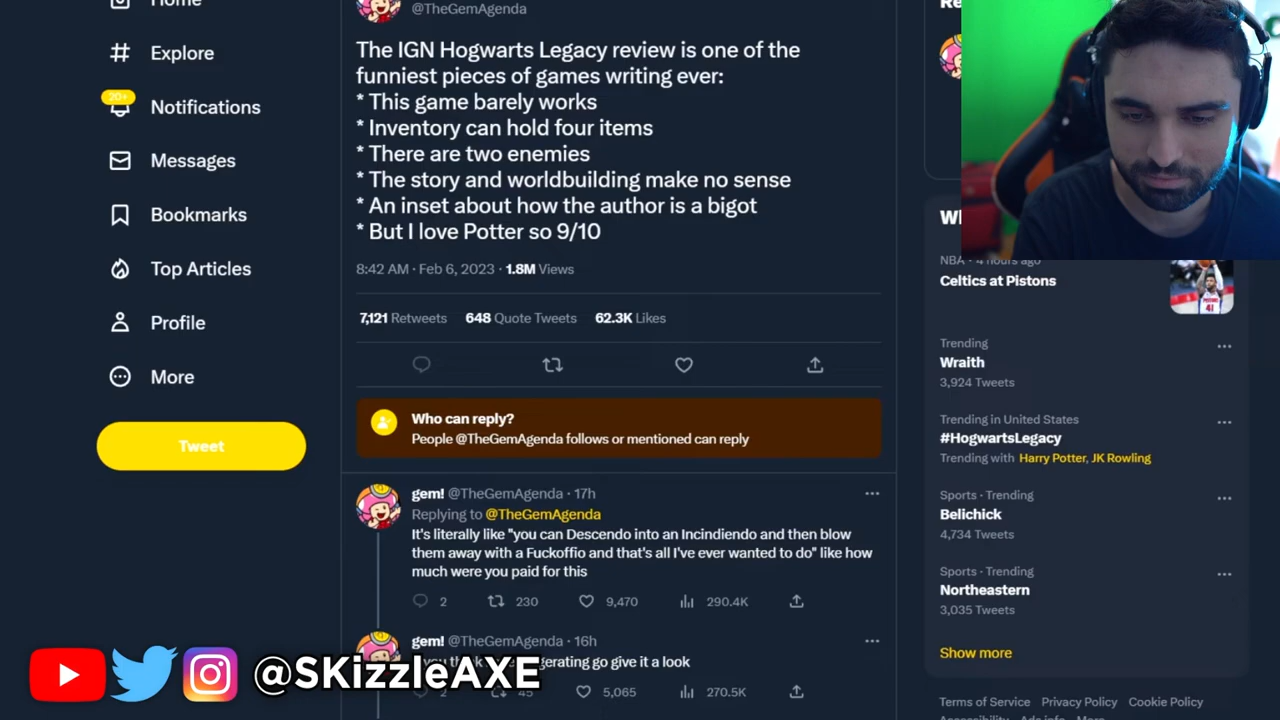 Home
@TheGemAgenda
Explore
20+
Notifications
Messages
Bookmarks
Top Articles
Profile
More
Tweet
The IGN Hogwarts Legacy review is one of the
funniest pieces of games writing ever:
* This game barely works
* Inventory can hold four items
* There are two enemies
* The story and worldbuilding make no sense
* An inset about how the author is a bigot
* But I love Potter so 9/10
8:42 AM · Feb 6, 2023 · 1.8M Views
7,121 Retweets 648 Quote Tweets 62.3K Likes
Who can reply?
People @TheGemAgenda follows or mentioned can reply
gem! @TheGemAgenda · 17h
Replying to @TheGemAgenda
It's literally like "you can Descendo into an Incindiendo and then blow
them away with a Fuckoffio and that's all I've ever wanted to do" like how
much were you paid for this
2 230 9,470 290.4K
gem! @TheGemAgenda · 16h
go give it a look
2 45 5,065 270.5K
@SKizzleAXE
NBA · 4 hours ago
Celtics at Pistons
Trending
Wraith
3,924 Tweets
Trending in United States
#HogwartsLegacy
Trending with Harry Potter, JK Rowling
Sports · Trending
Belichick
4,734 Tweets
Sports · Trending
Northeastern
3,035 Tweets
Show more
Terms of Service Privacy Policy Cookie Policy